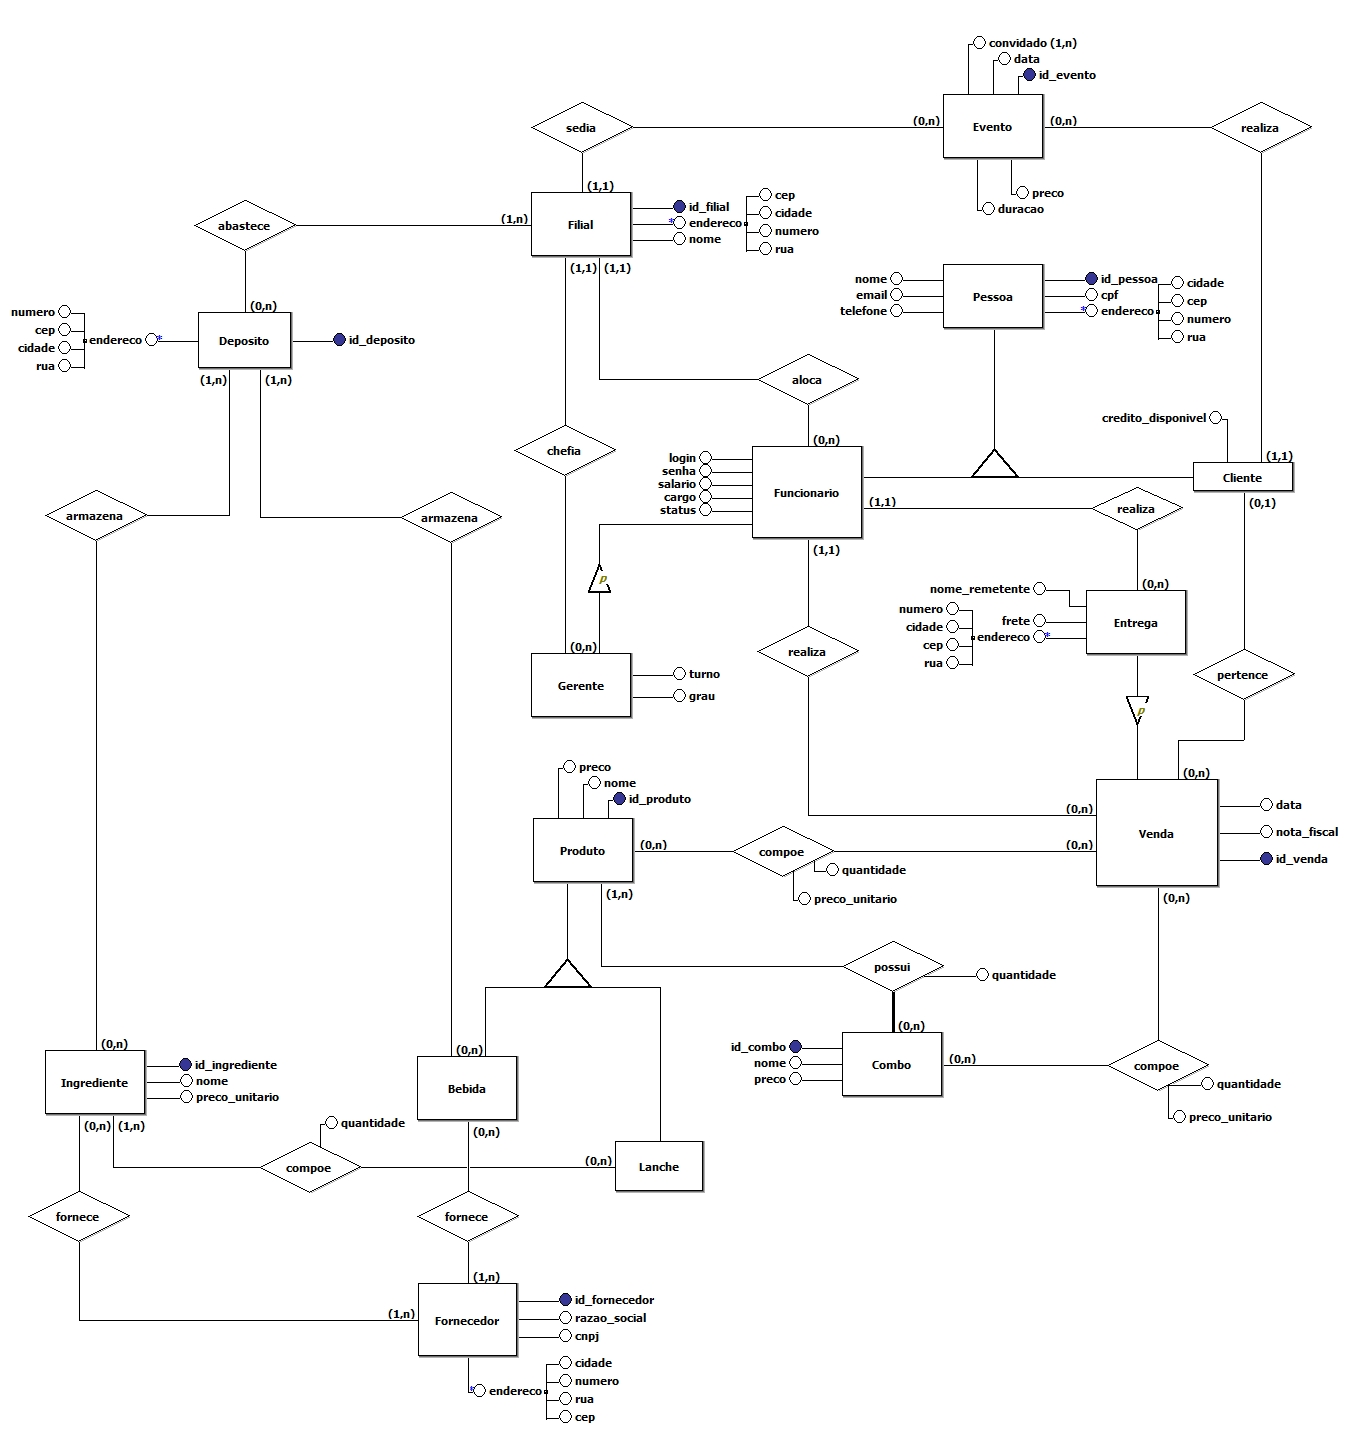 convidado (1,n)
data
id_evento
sedia
(0,n)
Evento
(0,n)
realiza
preco
duracao
(1,1)
abastece
(1,n)
Filial
id_filial
*
endereco
nome
cep
cidade
numero
rua
(1,1)
(1,1)
nome
email
telefone
Pessoa
id_pessoa
cpf
*
endereco
cidade
cep
numero
rua
(0,n)
numero
cep
cidade
rua
endereco
*
Deposito
id_deposito
(1,n)
(1,n)
aloca
chefia
(0,n)
login
senha
salario
cargo
status
Funcionario
(1,1)
(1,1)
credito_disponivel
(1,1)
Cliente
(0,1)
realiza
armazena
armazena
p
(0,n)
nome_remetente
numero
cidade
cep
rua
frete
endereco
*
Entrega
realiza
pertence
(0,n)
Gerente
turno
grau
p
(0,n)
(0,n)
(0,n)
Venda
data
nota_fiscal
id_venda
(0,n)
preco
nome
id_produto
Produto
(0,n)
(1,n)
compoe
quantidade
preco_unitario
possui
quantidade
(0,n)
id_combo
nome
preco
Combo
(0,n)
compoe
quantidade
preco_unitario
(0,n)
Ingrediente
id_ingrediente
nome
preco_unitario
(0,n)
(1,n)
(0,n)
Bebida
(0,n)
quantidade
compoe
(0,n)
Lanche
fornece
fornece
(1,n)
(1,n)
Fornecedor
id_fornecedor
razao_social
cnpj
*
endereco
cidade
numero
rua
cep